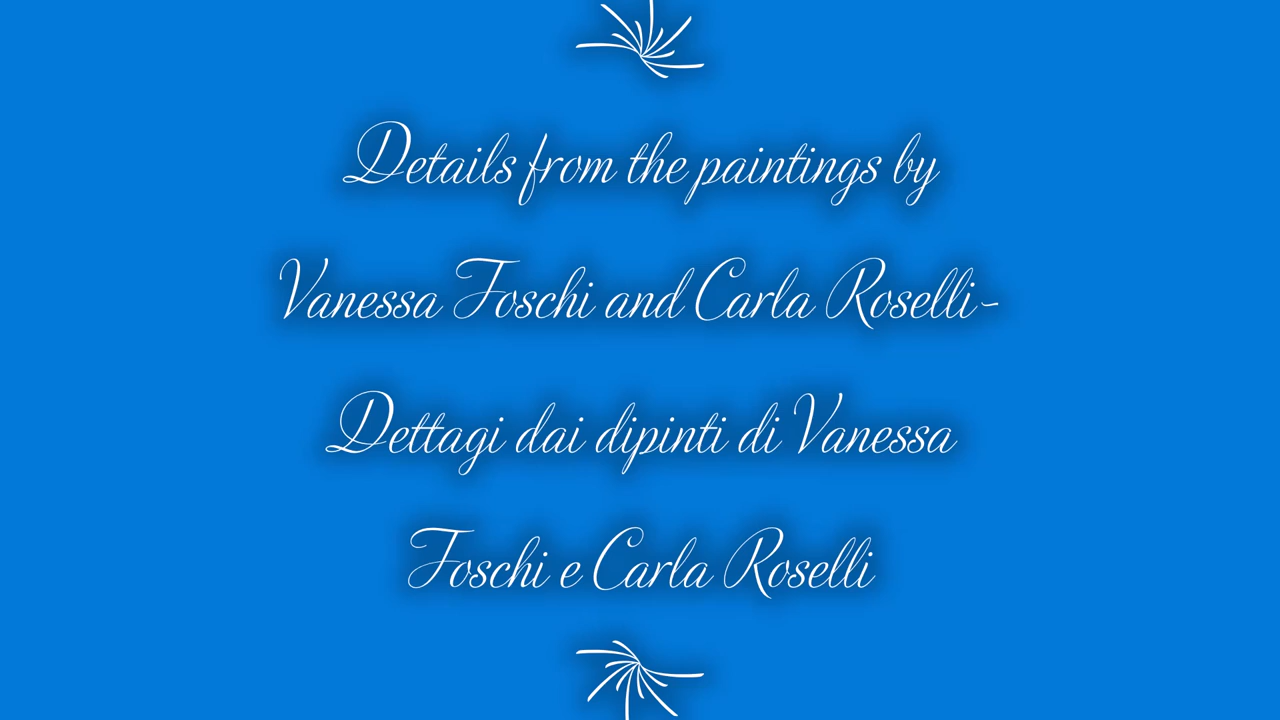 Details from the paintings by
Vanessa Foschi and Carla Roselli-
Dettagi dai dipinti di Vanessa
Foschi e Carla Roselli